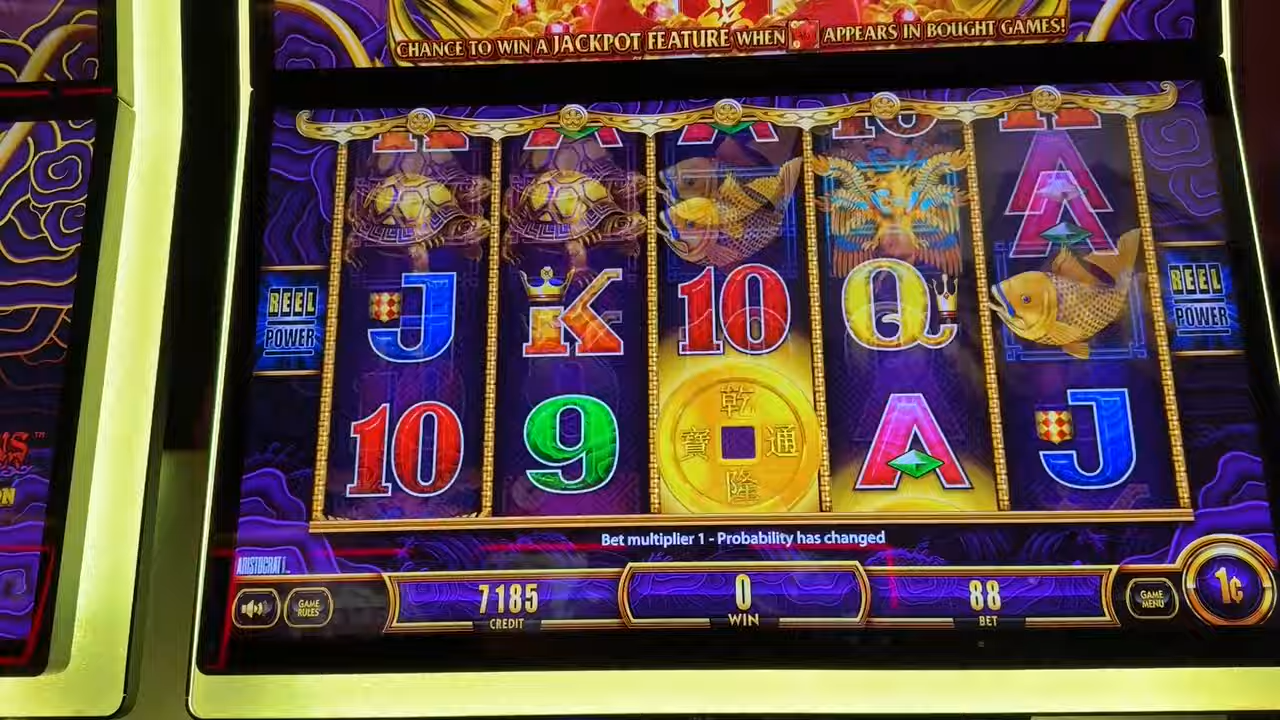 CHANCE TO WIN A JACKPOT FEATURE WHEN APPEARS IN BOUGHT GAMES!
A
REEL POWER
J
K
10
Q
REEL POWER
10
9
乾
寶 通
隆
A
J
Bet multiplier 1 - Probability has changed
ARISTOCRAT
GAME RULES
7185
CREDIT
0
WIN
88
BET
GAME MENU
1¢